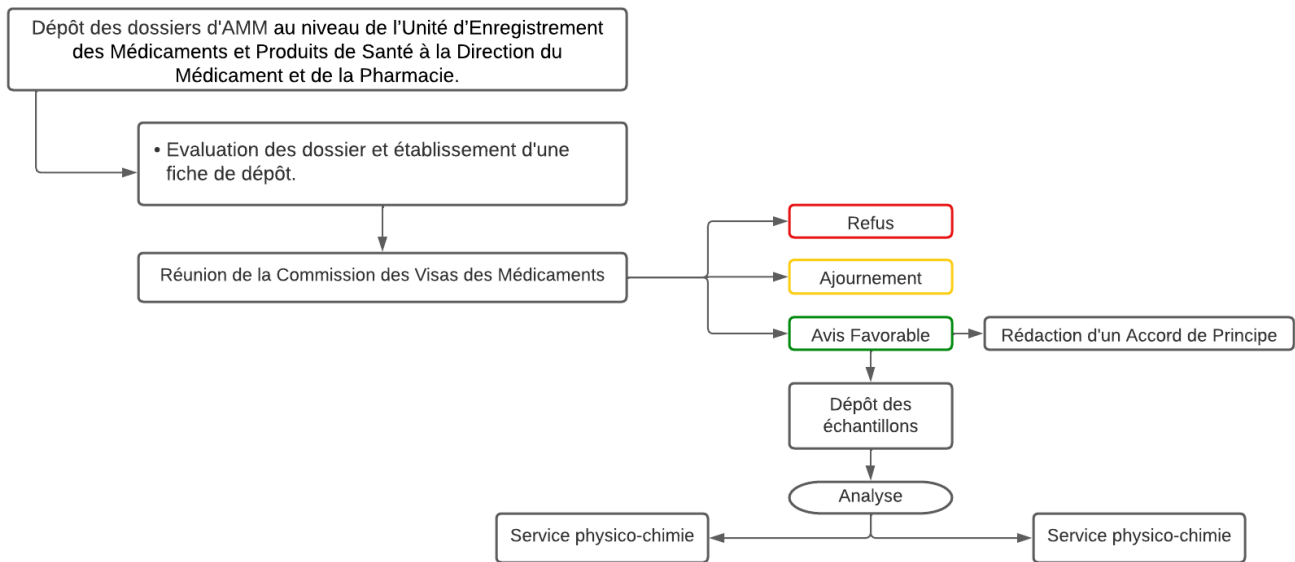 Dépôt des dossiers d'AMM au niveau de l'Unité d'Enregistrement
des Médicaments et Produits de Santé à la Direction du
Médicament et de la Pharmacie.
• Evaluation des dossier et établissement d'une
fiche de dépôt.
Réunion de la Commission des Visas des Médicaments
Refus
Ajournement
Avis Favorable
Rédaction d'un Accord de Principe
Dépôt des
échantillons
Analyse
Service physico-chimie
Service physico-chimie